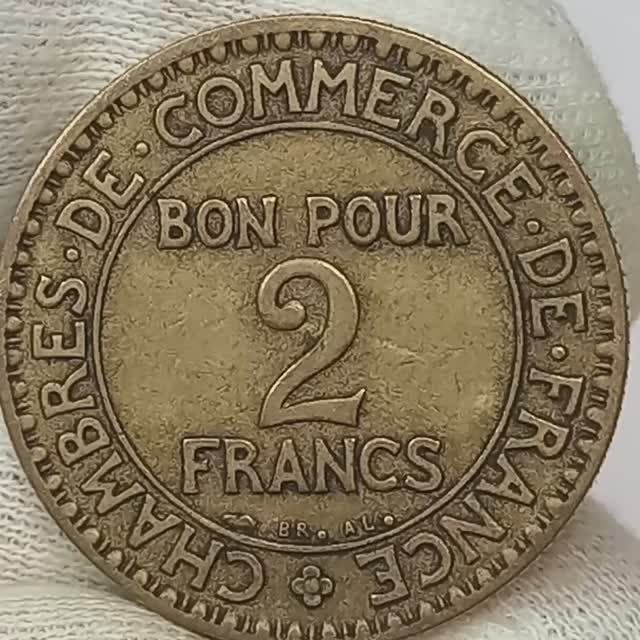 CHAMBRES·DE·COMMERCE·DE·FRANCE
BON POUR
2
FRANCS
BR. AL.